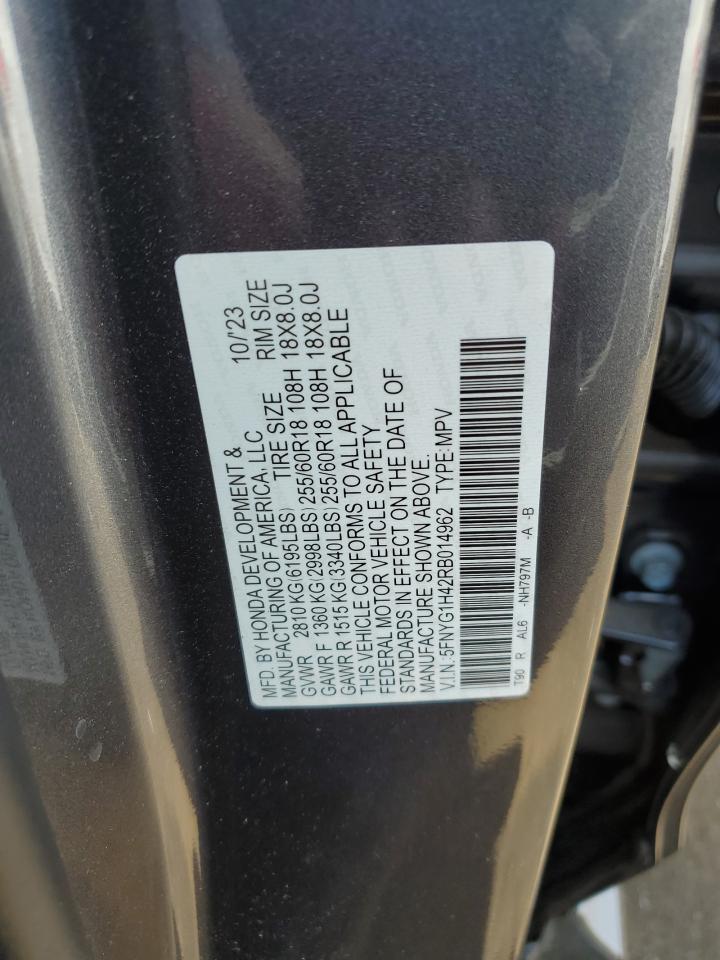 MFD. BY HONDA DEVELOPMENT & 10/'23
MANUFACTURING OF AMERICA, LLC
TIRE SIZE RIM SIZE
GVWR 2810 KG(6195LBS)
GAWR F 1360 KG(2998LBS) 255/60R18 108H 18X8.0J
GAWR R 1515 KG(3340LBS) 255/60R18 108H 18X8.0J
THIS VEHICLE CONFORMS TO ALL APPLICABLE
FEDERAL MOTOR VEHICLE SAFETY
STANDARDS IN EFFECT ON THE DATE OF
MANUFACTURE SHOWN ABOVE.
V.I.N.:5FNYG1H42RB014962 TYPE:MPV
T90 R AL6 -NH797M -A -B